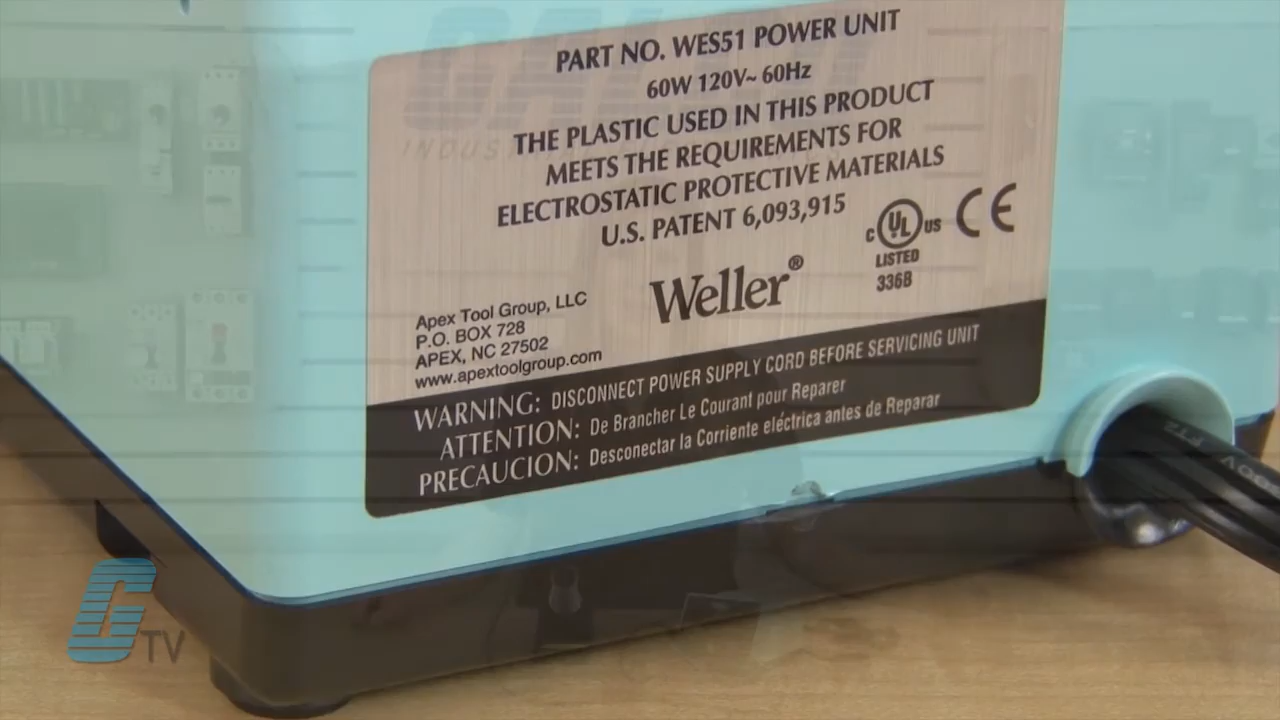 PART NO. WES51 POWER UNIT
60W 120V~ 60Hz
THE PLASTIC USED IN THIS PRODUCT
MEETS THE REQUIREMENTS FOR
ELECTROSTATIC PROTECTIVE MATERIALS
U.S. PATENT 6,093,915
C UL US CE
LISTED
336B
Weller®
Apex Tool Group, LLC
P.O. BOX 728
APEX, NC 27502
www.apextoolgroup.com
WARNING: DISCONNECT POWER SUPPLY CORD BEFORE SERVICING UNIT
ATTENTION: De Brancher Le Courant pour Reparer
PRECAUCION: Desconectar la Corriente eléctrica antes de Reparar
G TV